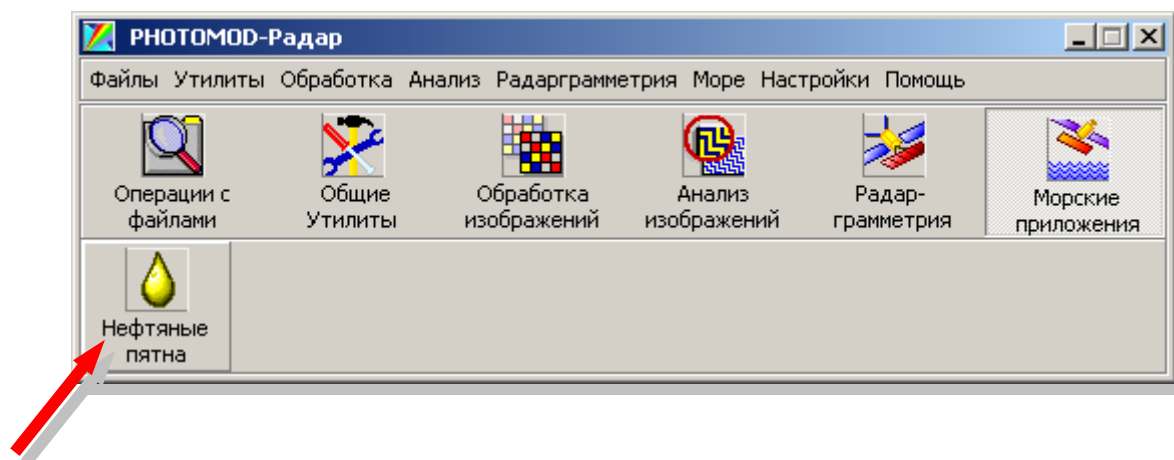 PHOTOMOD-Радар
Файлы Утилиты Обработка Анализ Радарграмметрия Море Настройки Помощь
Операции с файлами
Общие Утилиты
Обработка изображений
Анализ изображений
Радар-
грамметрия
Морские приложения
Нефтяные
пятна